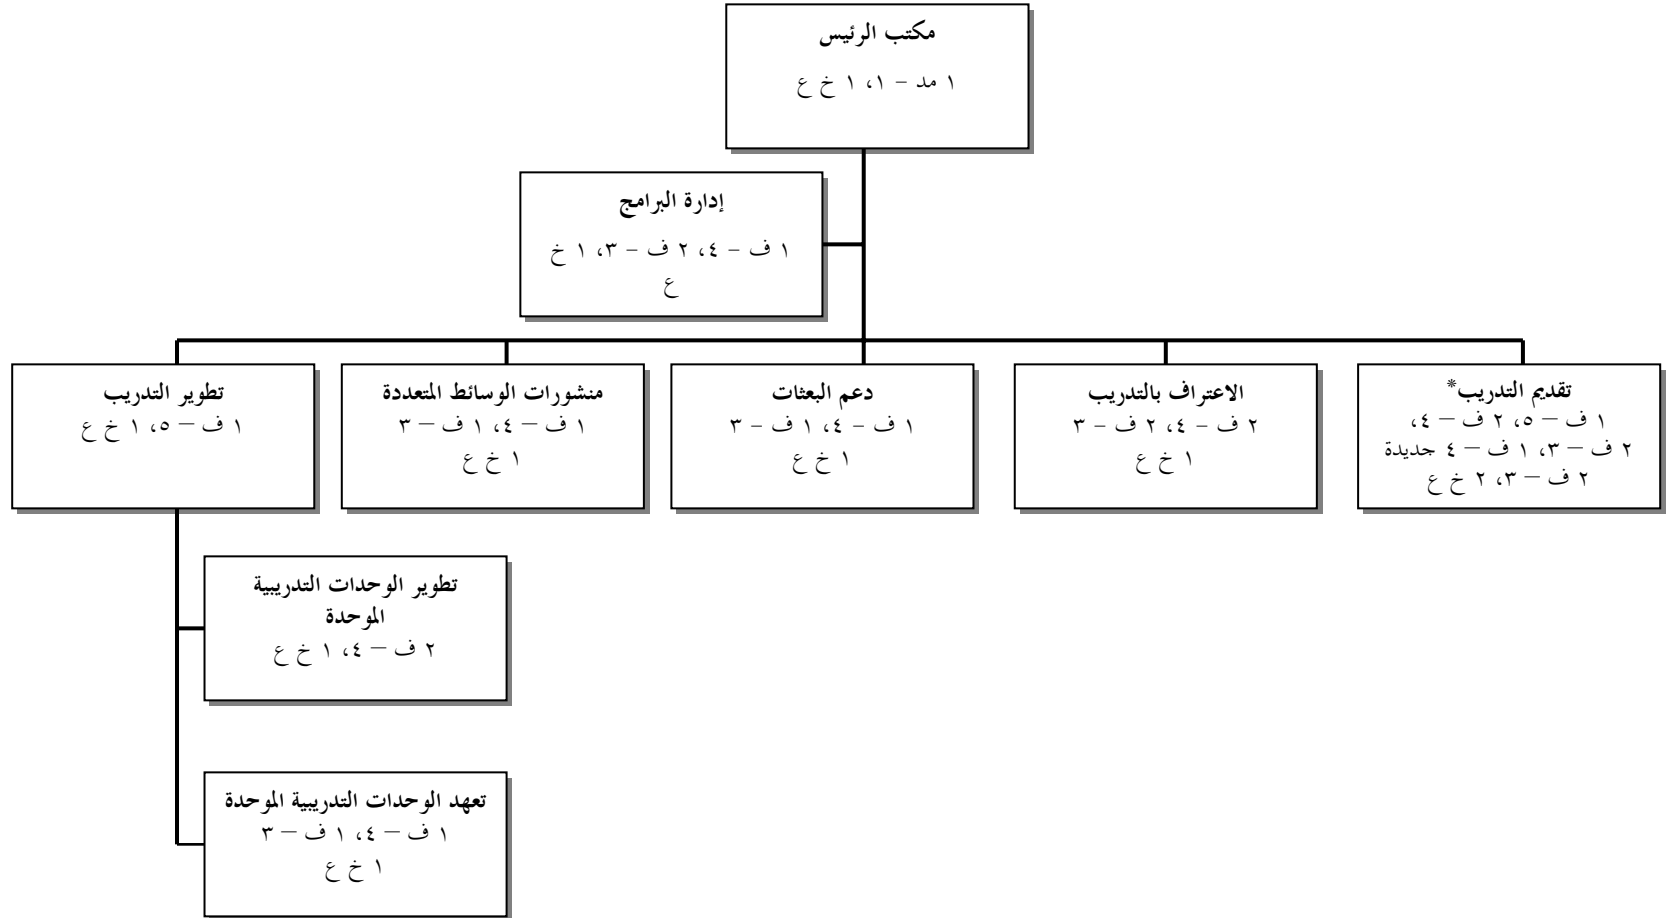 مكتب الرئيس
١ مد – ١، ١ خ ع
إدارة البرامج
١ ف – ٤، ٢ ف – ٣، ١ خ
ع
تقديم التدريب*
١ ف – ٥، ٢ ف – ٤،
٢ ف – ٣، ١ ف – ٤ جديدة
٢ ف – ٣، ٢ خ ع
الاعتراف بالتدريب
٢ ف – ٤، ٢ ف – ٣
١ خ ع
دعم البعثات
١ ف – ٤، ١ ف – ٣
١ خ ع
منشورات الوسائط المتعددة
١ ف – ٤، ١ ف – ٣
١ خ ع
تطوير التدريب
١ ف – ٥، ١ خ ع
تطوير الوحدات التدريبية
الموحدة
٢ ف – ٤، ١ خ ع
تعهد الوحدات التدريبية الموحدة
١ ف – ٤، ١ ف – ٣
١ خ ع